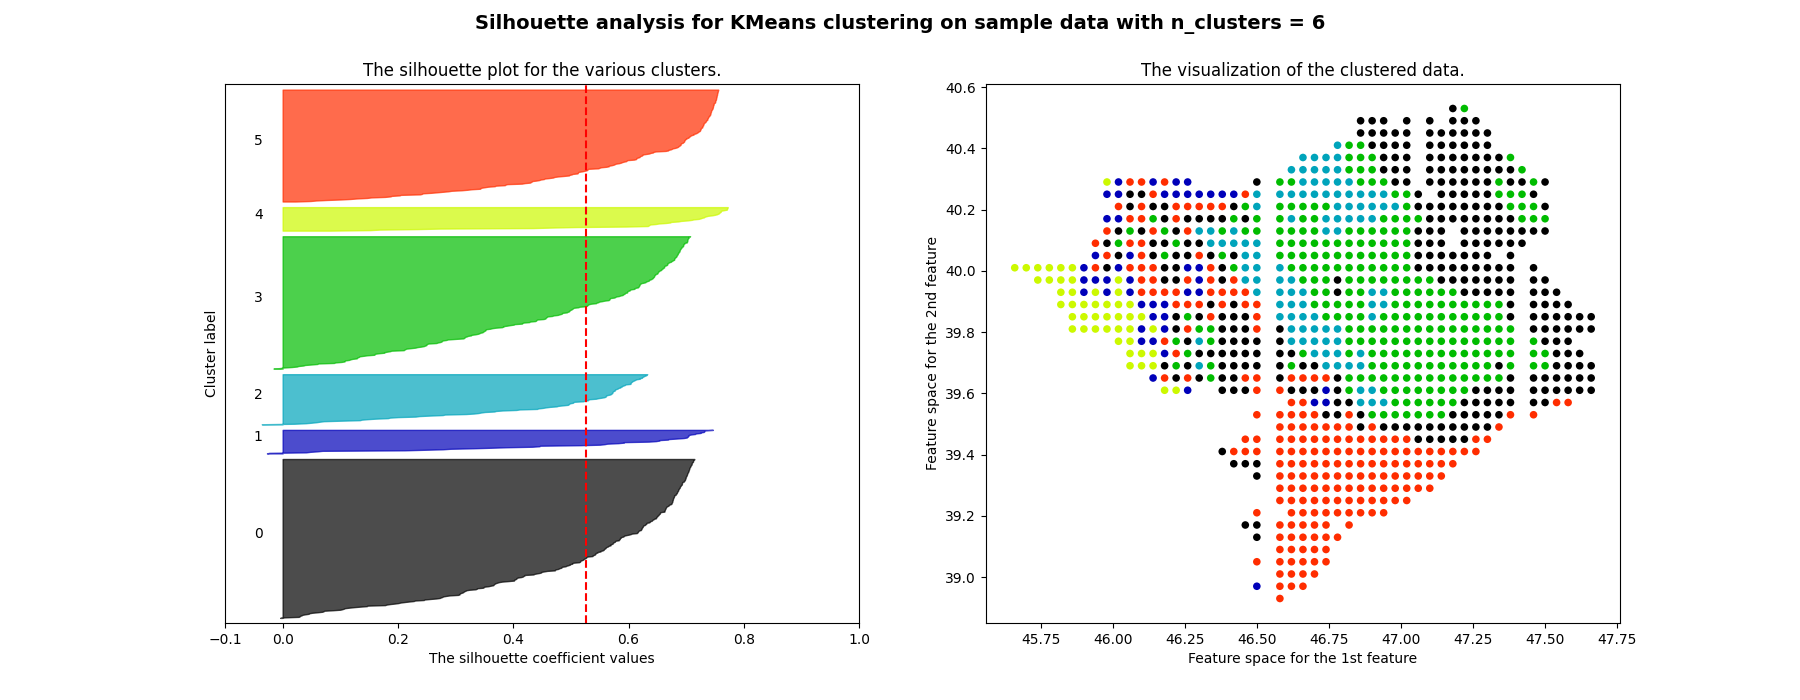 Silhouette analysis for KMeans clustering on sample data with n_clusters = 6
The silhouette plot for the various clusters.
5
4
3
2
1
0
Cluster label
−0.1 0.0 0.2 0.4 0.6 0.8 1.0
The silhouette coefficient values
The visualization of the clustered data.
40.6
40.4
40.2
40.0
39.8
39.6
39.4
39.2
39.0
Feature space for the 2nd feature
45.75 46.00 46.25 46.50 46.75 47.00 47.25 47.50 47.75
Feature space for the 1st feature